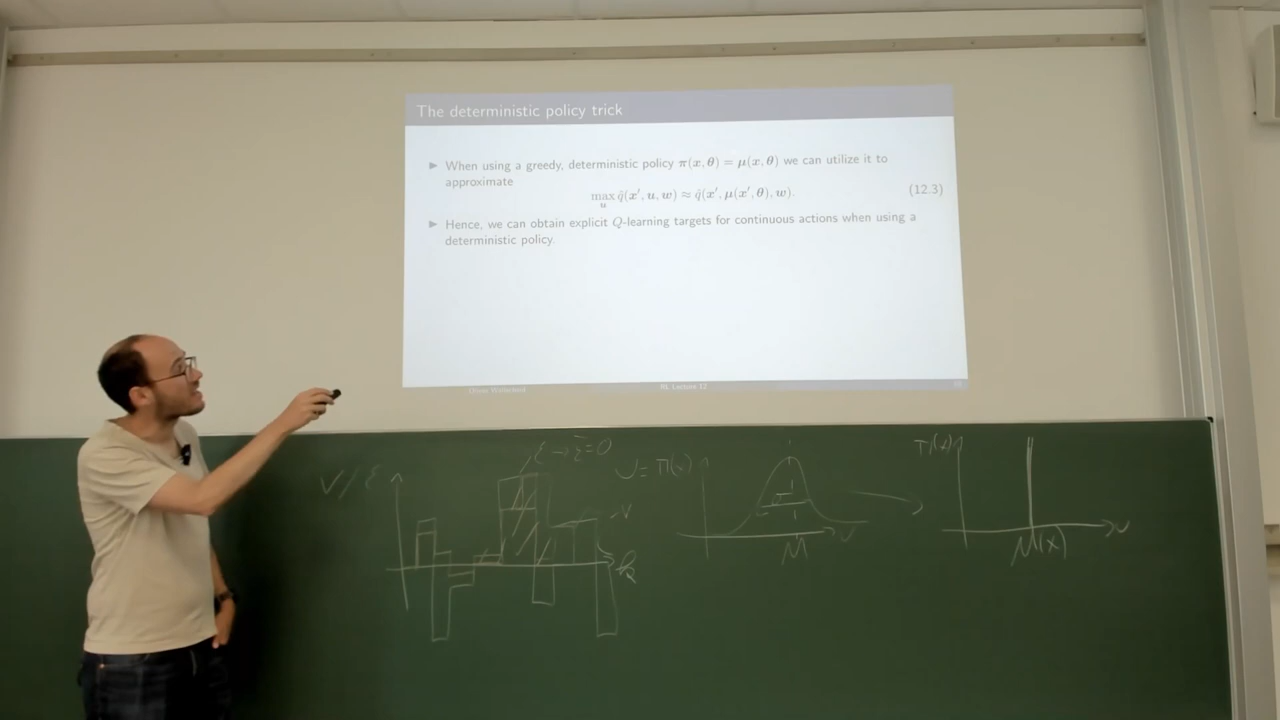 The deterministic policy trick
► When using a greedy, deterministic policy π(x, θ) = μ(x, θ) we can utilize it to
approximate
max_u q̂(x′, u, w) ≈ q̂(x′, μ(x′, θ), w). (12.3)
► Hence, we can obtain explicit Q-learning targets for continuous actions when using a
deterministic policy.
RL Lecture 12
U = π(x)
μ
μ(x)